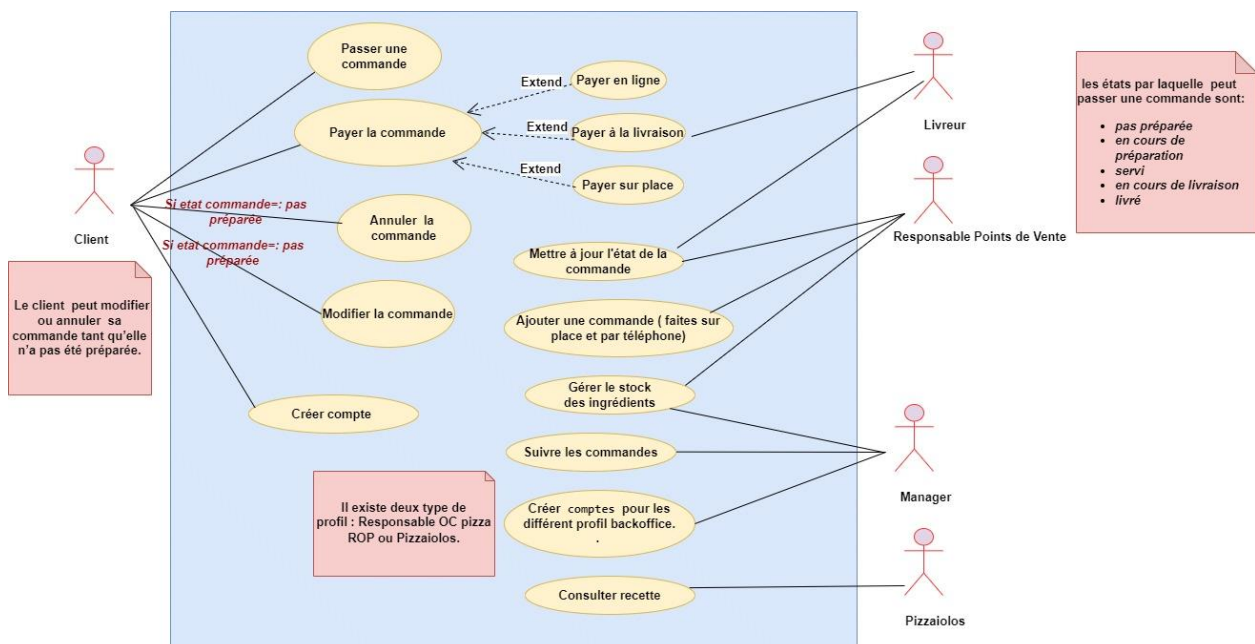 Passer une
commande
Extend
Payer en ligne
Payer la commande
Extend
Payer à la livraison
Extend
Payer sur place
Client
Si etat commande=: pas
préparée
Annuler la
commande
Si etat commande=: pas
préparée
Modifier la commande
Créer compte
Le client peut modifier
ou annuler sa
commande tant qu'elle
n'a pas été préparée.
Livreur
Responsable Points de Vente
Mettre à jour l'état de la
commande
Ajouter une commande ( faites sur
place et par téléphone)
Gérer le stock
des ingrédients
Suivre les commandes
Manager
Créer comptes pour les
différent profil backoffice.
.
Il existe deux type de
profil : Responsable OC pizza
ROP ou Pizzaiolos.
Consulter recette
Pizzaiolos
les états par laquelle peut
passer une commande sont:
• pas préparée
• en cours de
préparation
• servi
• en cours de livraison
• livré